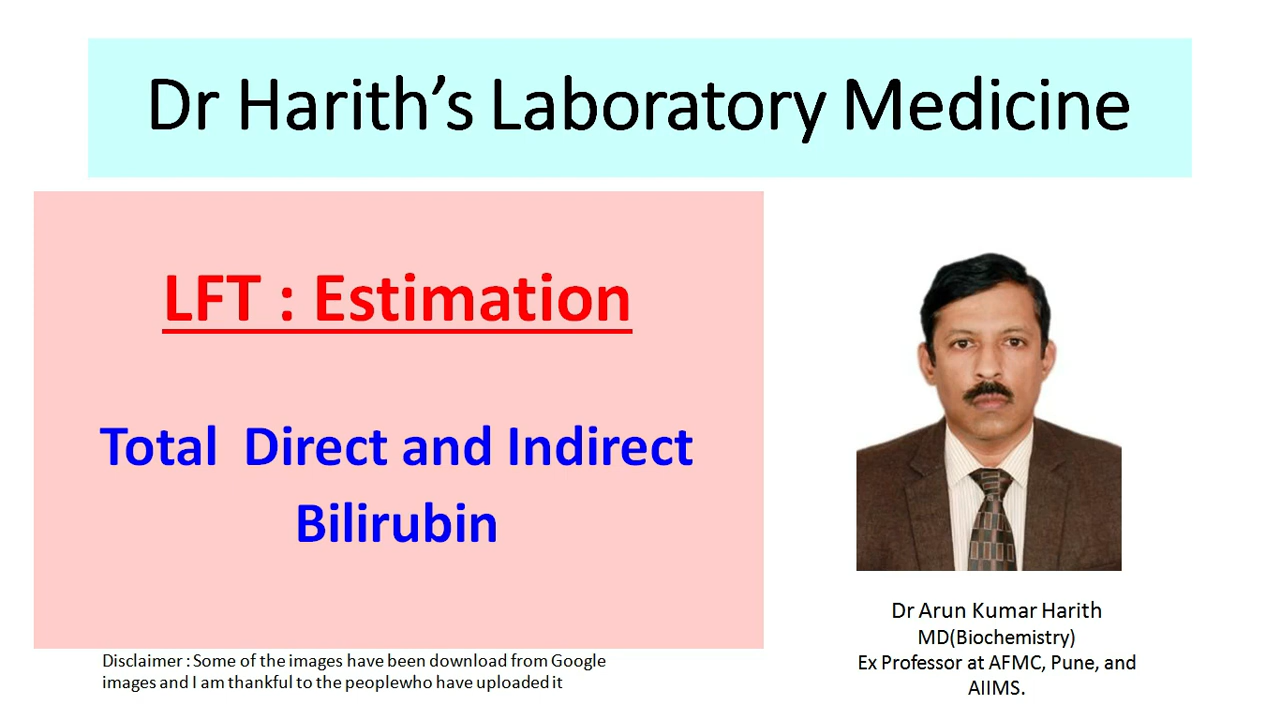 Dr Harith’s Laboratory Medicine
LFT : Estimation
Total Direct and Indirect
Bilirubin
Disclaimer : Some of the images have been download from Google
images and I am thankful to the peoplewho have uploaded it
Dr Arun Kumar Harith
MD(Biochemistry)
Ex Professor at AFMC, Pune, and
AIIMS.